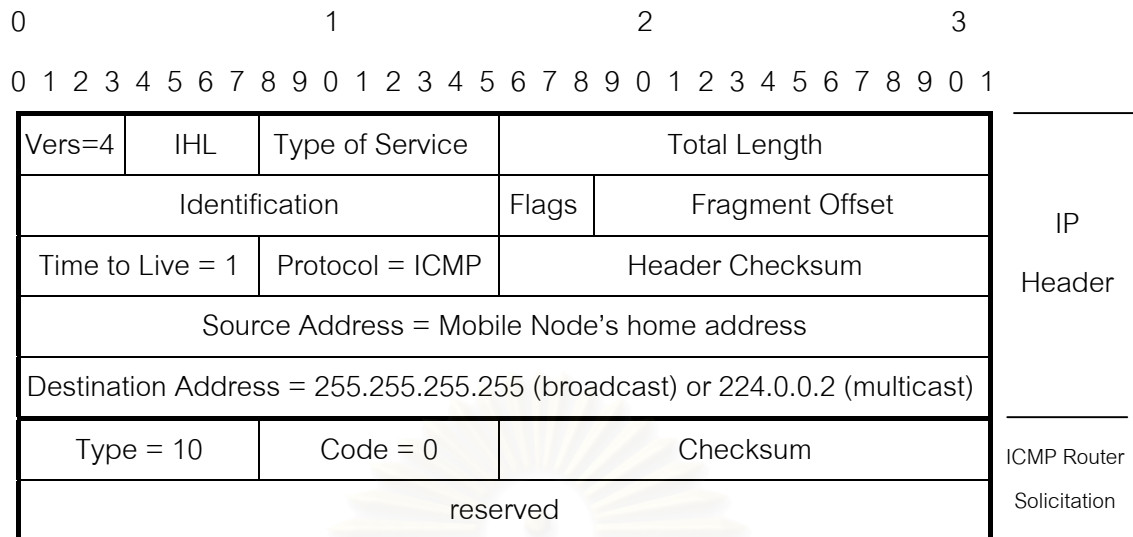 0 1 2 3
0 1 2 3 4 5 6 7 8 9 0 1 2 3 4 5 6 7 8 9 0 1 2 3 4 5 6 7 8 9 0 1
Vers=4 IHL Type of Service Total Length
Identification Flags Fragment Offset
IP
Time to Live = 1 Protocol = ICMP Header Checksum
Header
Source Address = Mobile Node's home address
Destination Address = 255.255.255.255 (broadcast) or 224.0.0.2 (multicast)
Type = 10 Code = 0 Checksum
ICMP Router
Solicitation
reserved